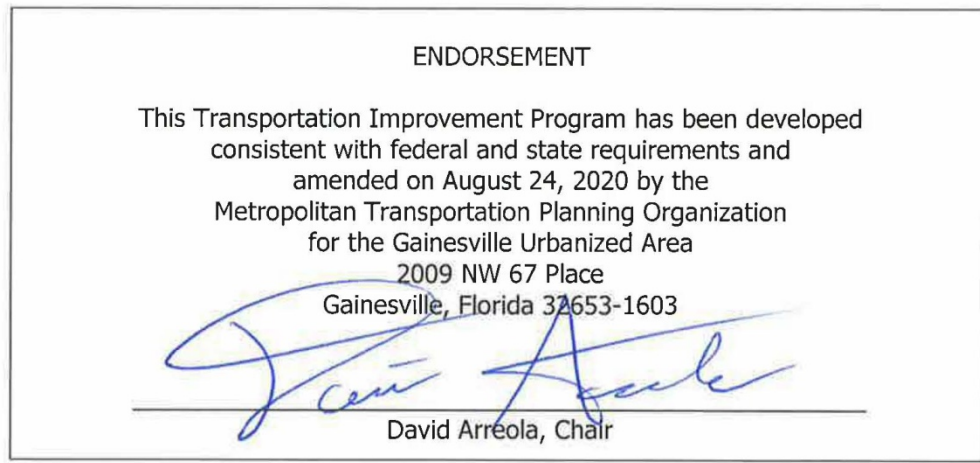 ENDORSEMENT
This Transportation Improvement Program has been developed
consistent with federal and state requirements and
amended on August 24, 2020 by the
Metropolitan Transportation Planning Organization
for the Gainesville Urbanized Area
2009 NW 67 Place
Gainesville, Florida 32653-1603
David Arreola, Chair